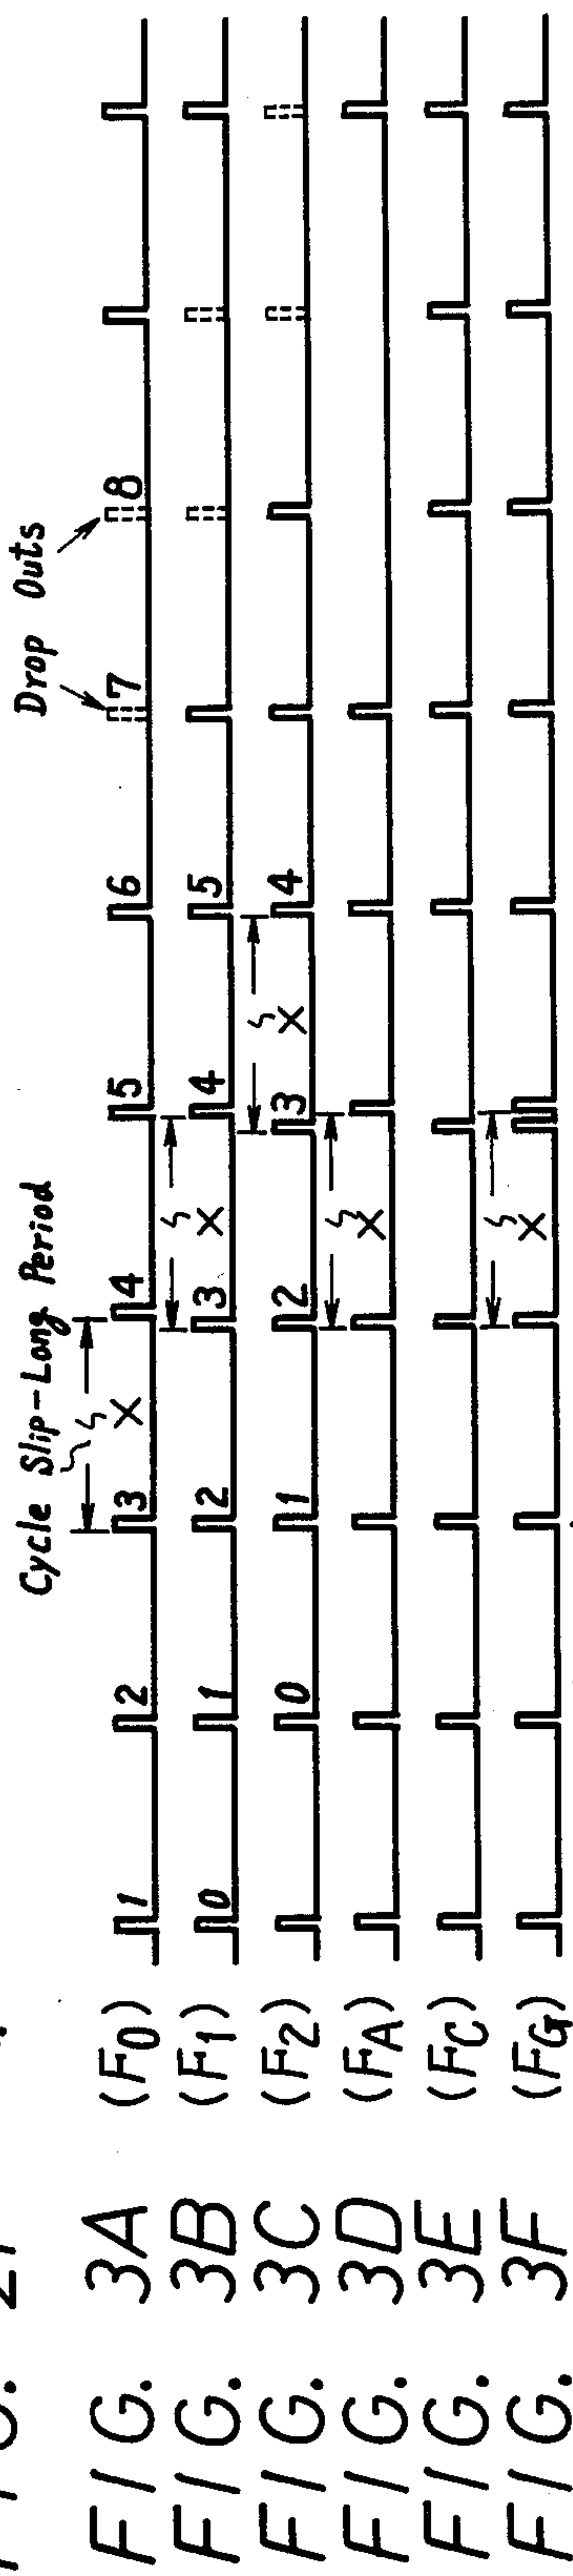 Drop Outs
Cycle Slip-Long Period
FIG. 3A (F0) 1 2 3 X 4 5 6 7 8
FIG. 3B (F1) 0 1 2 3 X 4 5
FIG. 3C (F2) 0 1 2 3 X 4
FIG. 3D (FA) X
FIG. 3E (FC)
FIG. 3F (FG) X